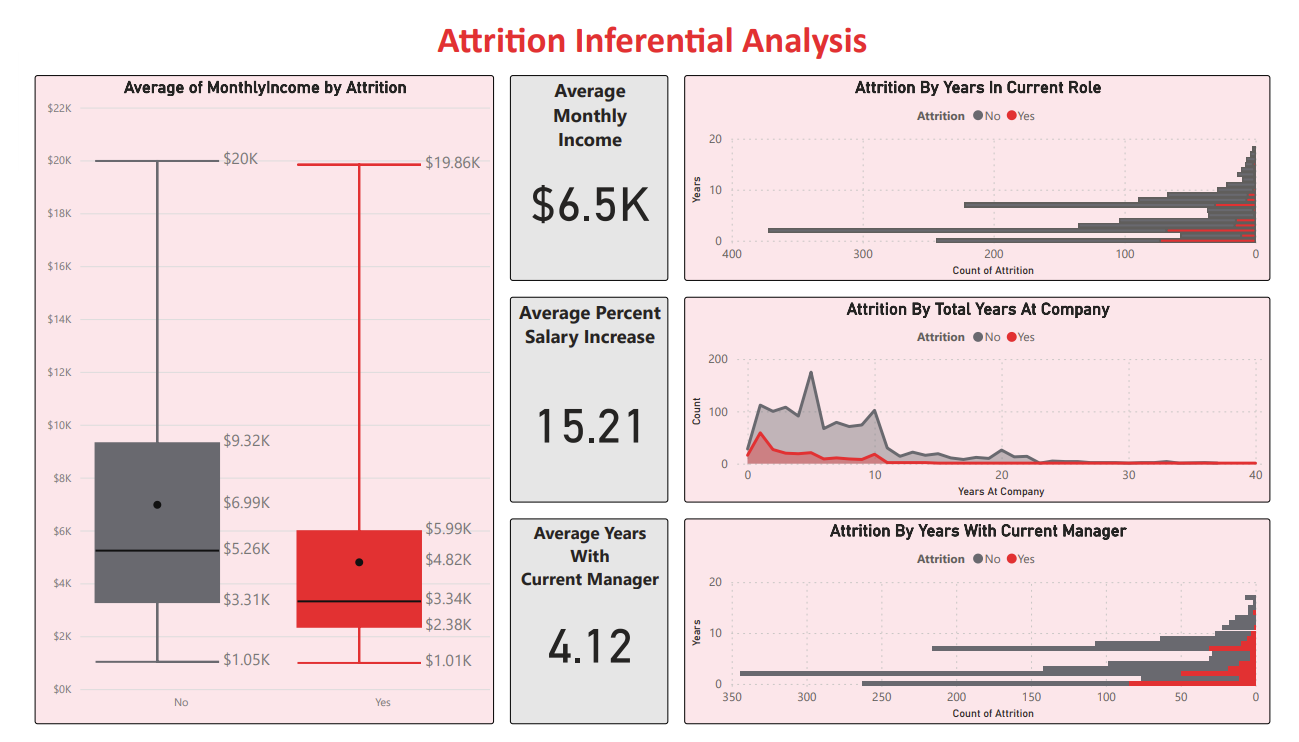 Attrition Inferential Analysis
Average of MonthlyIncome by Attrition
$22K
$20K
$18K
$16K
$14K
$12K
$10K
$8K
$6K
$4K
$2K
$0K
$20K
$9.32K
$6.99K
$5.26K
$3.31K
$1.05K
$19.86K
$5.99K
$4.82K
$3.34K
$2.38K
$1.01K
No Yes
Average
Monthly
Income
$6.5K
Average Percent
Salary Increase
15.21
Average Years
With
Current Manager
4.12
Attrition By Years In Current Role
Attrition No Yes
Years
20
10
0
400 300 200 100 0
Count of Attrition
Attrition By Total Years At Company
Attrition No Yes
Count
200
100
0
0 10 20 30 40
Years At Company
Attrition By Years With Current Manager
Attrition No Yes
Years
20
10
0
350 300 250 200 150 100 50 0
Count of Attrition